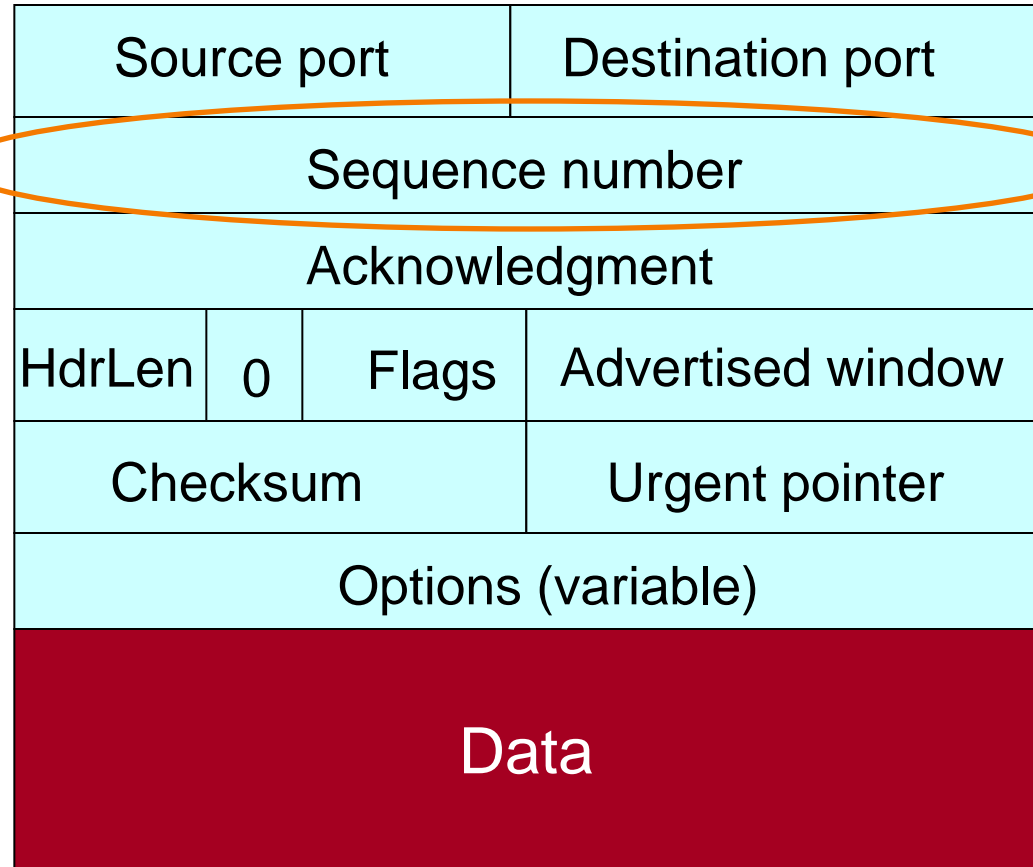 Source port
Destination port
Sequence number
Acknowledgment
HdrLen
0
Flags
Advertised window
Checksum
Urgent pointer
Options (variable)
Data